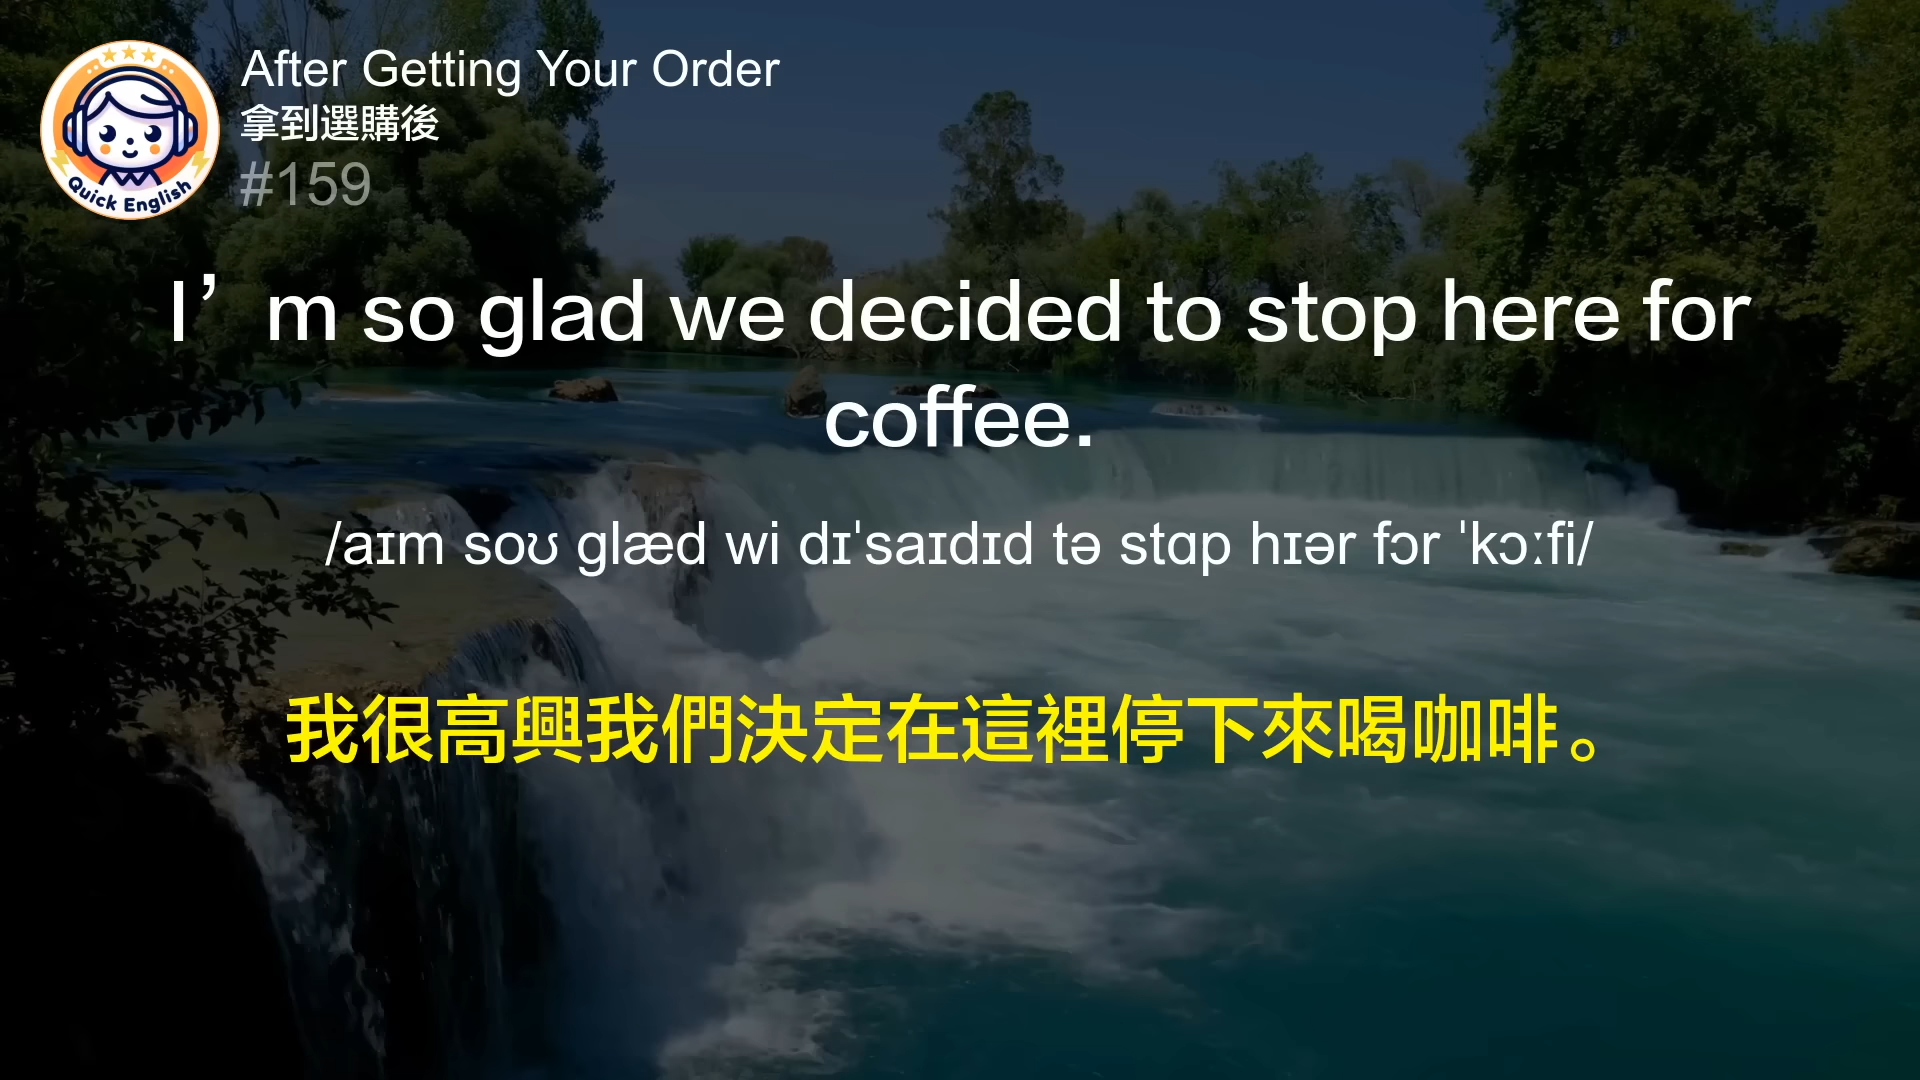 After Getting Your Order
拿到選購後
#159
Quick English
I’m so glad we decided to stop here for
coffee.
/aɪm soʊ glæd wi dɪˈsaɪdɪd tə stɑp hɪər fɔr ˈkɔːfi/
我很高興我們決定在這裡停下來喝咖啡。